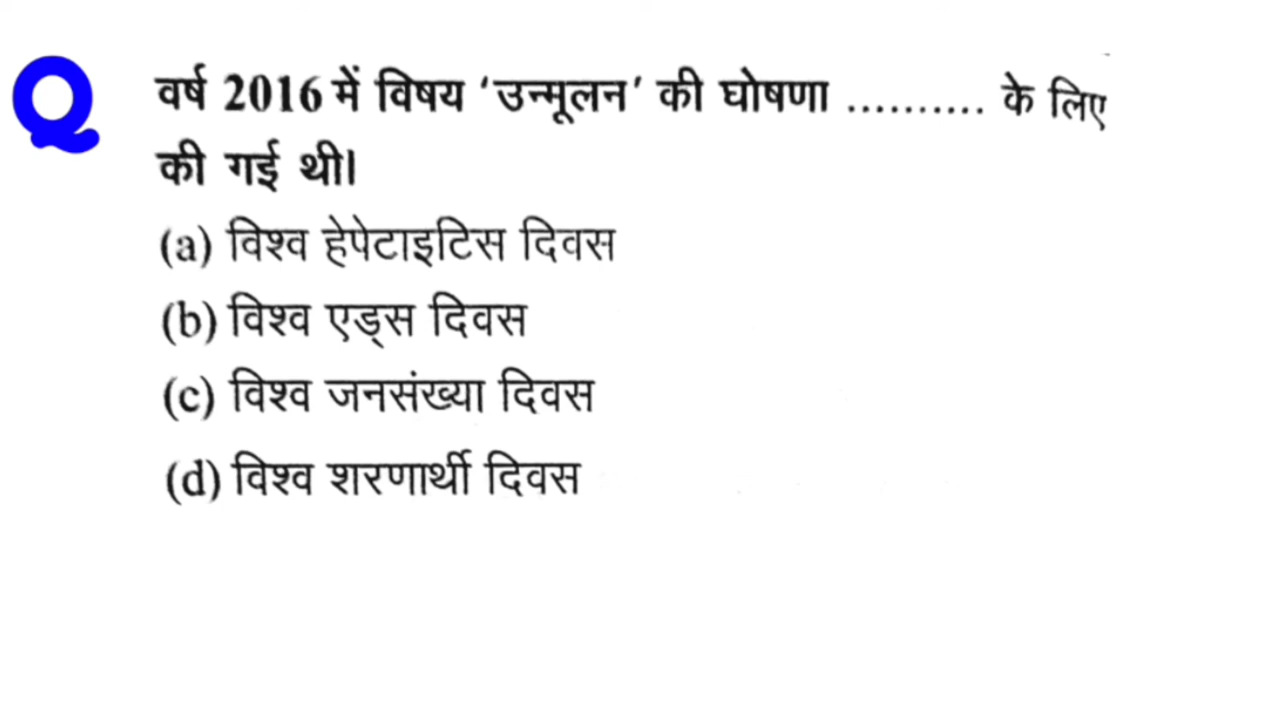 Q वर्ष 2016 में विषय ‘उन्मूलन’ की घोषणा .......... के लिए
की गई थी।
(a) विश्व हेपेटाइटिस दिवस
(b) विश्व एड्स दिवस
(c) विश्व जनसंख्या दिवस
(d) विश्व शरणार्थी दिवस